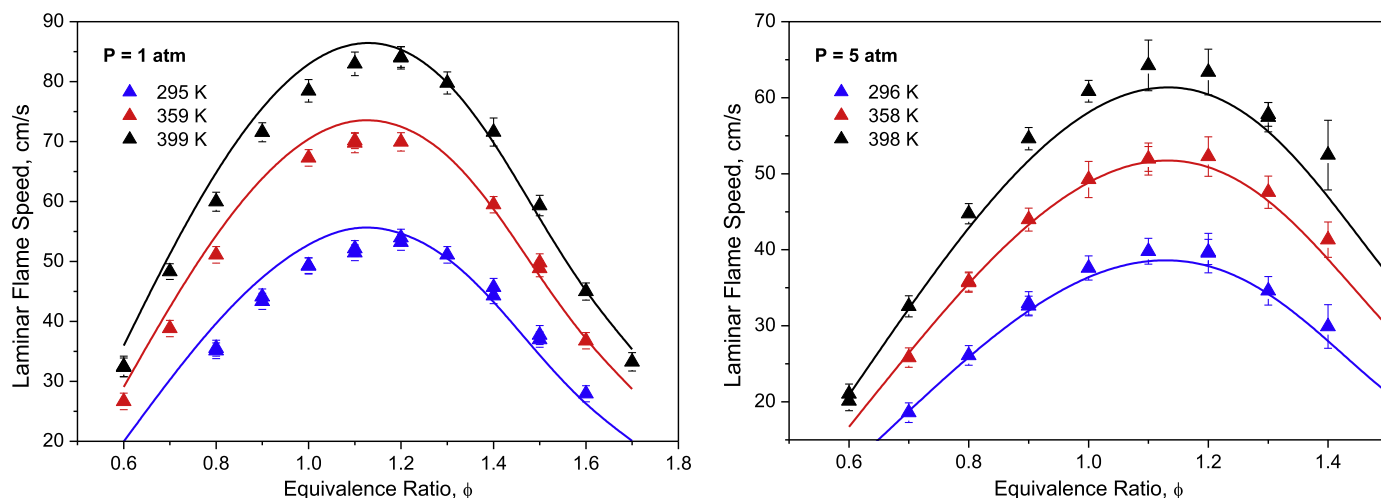 90
80
70
60
50
40
30
20
Laminar Flame Speed, cm/s
P = 1 atm
295 K
359 K
399 K
0.6 0.8 1.0 1.2 1.4 1.6 1.8
Equivalence Ratio, ϕ
70
60
50
40
30
20
Laminar Flame Speed, cm/s
P = 5 atm
296 K
358 K
398 K
0.6 0.8 1.0 1.2 1.4
Equivalence Ratio, ϕ